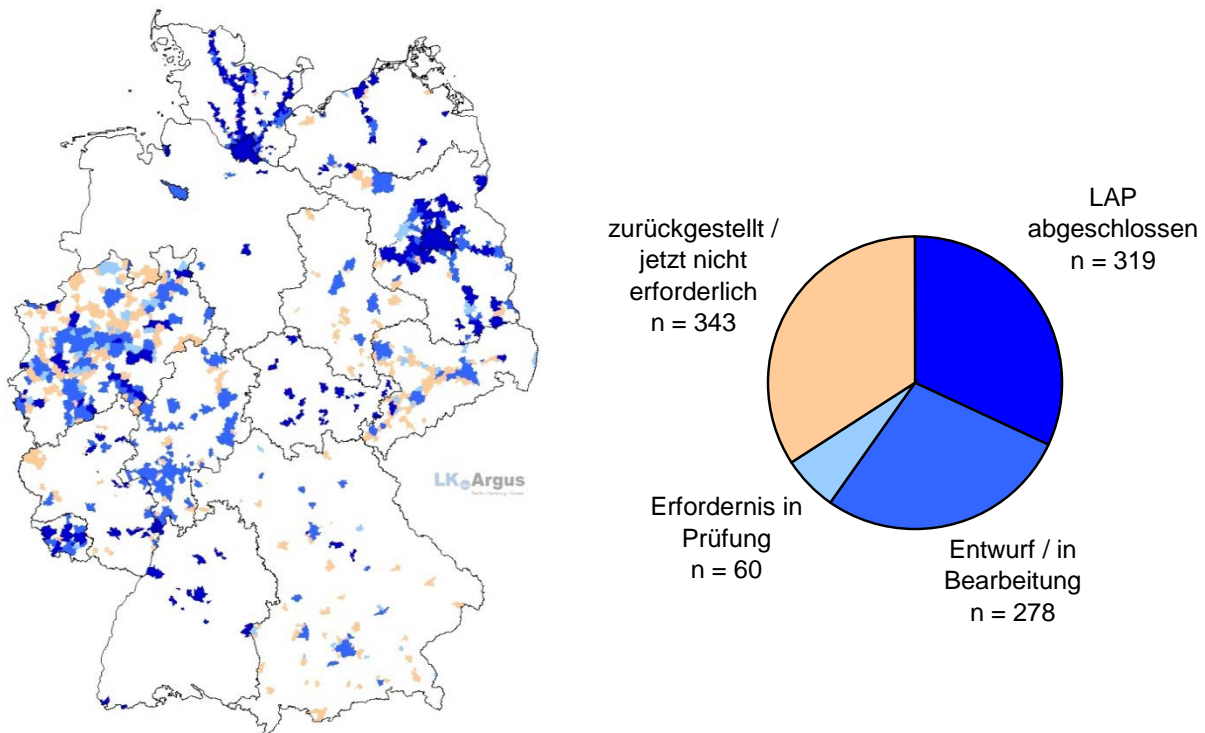 zurückgestellt /
jetzt nicht
erforderlich
n = 343
LAP
abgeschlossen
n = 319
LK Argus
Erfordernis in
Prüfung
n = 60
Entwurf / in
Bearbeitung
n = 278